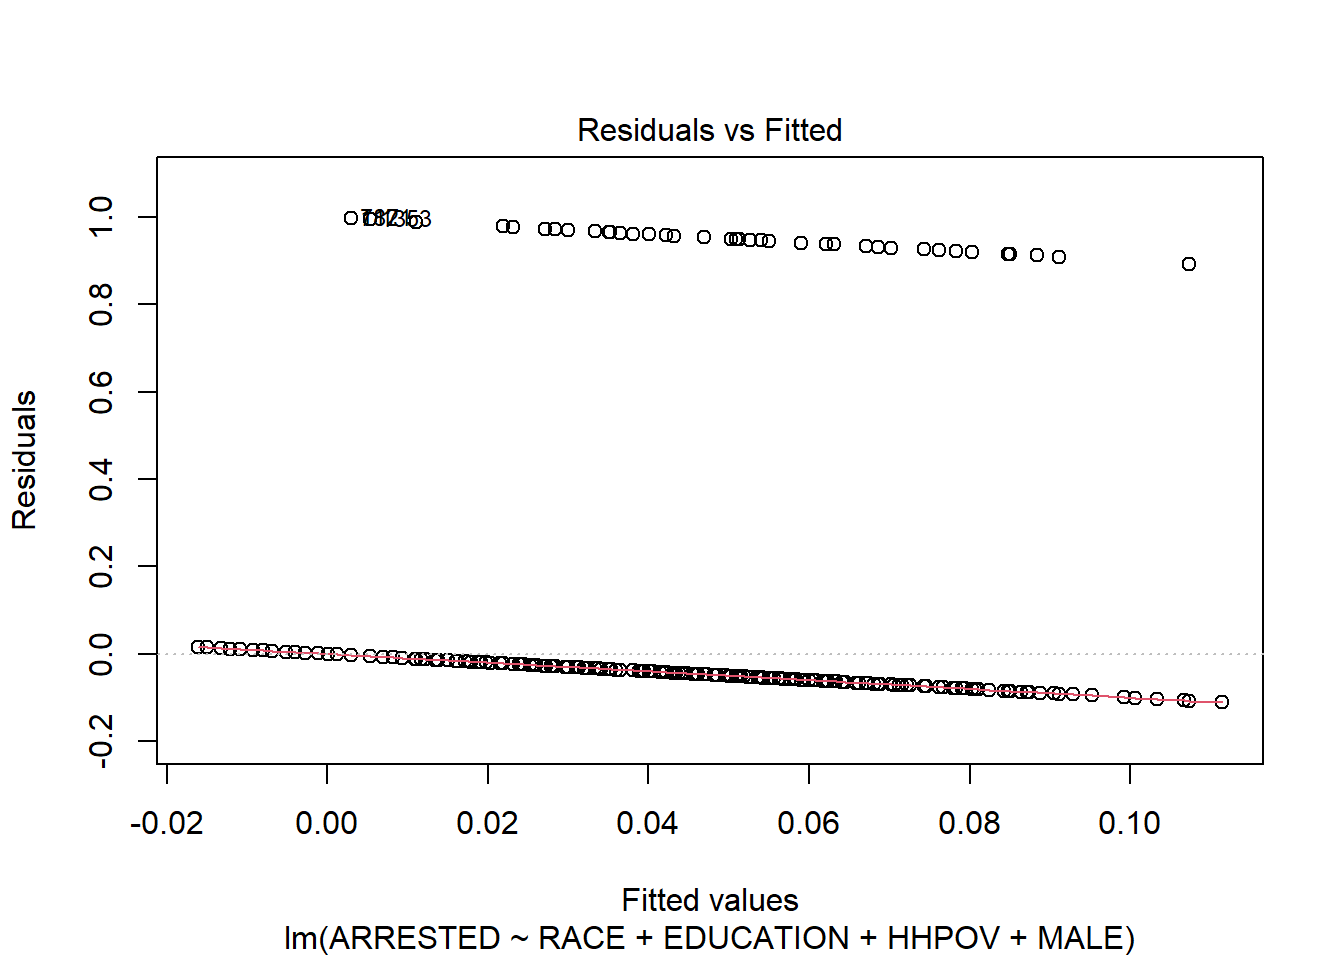 Residuals vs Fitted
1.0
0.8
0.6
0.4
0.2
0.0
-0.2
Residuals
-0.02 0.00 0.02 0.04 0.06 0.08 0.10
Fitted values
lm(ARRESTED ~ RACE + EDUCATION + HHPOV + MALE)